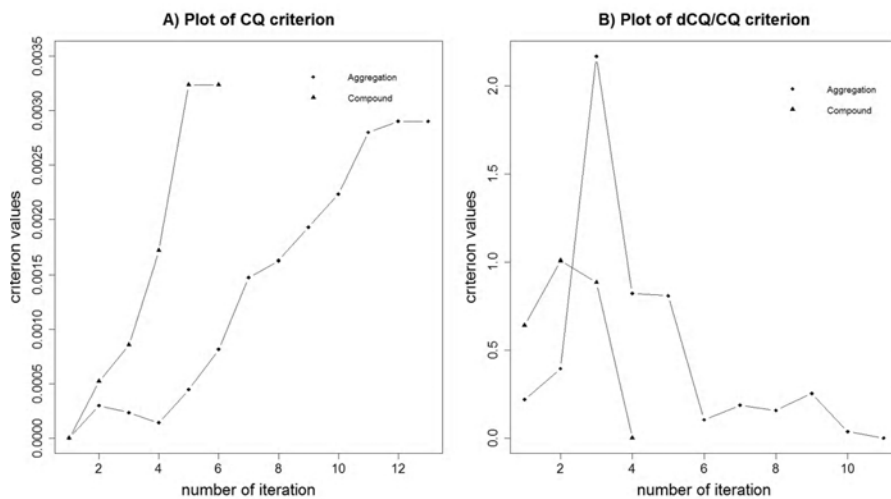 A) Plot of CQ criterion
criterion values
0.0035
0.0030
0.0025
0.0020
0.0015
0.0010
0.0005
0.0000
Aggregation
Compound
2 4 6 8 10 12
number of iteration
B) Plot of dCQ/CQ criterion
criterion values
2.0
1.5
1.0
0.5
0.0
Aggregation
Compound
2 4 6 8 10
number of iteration